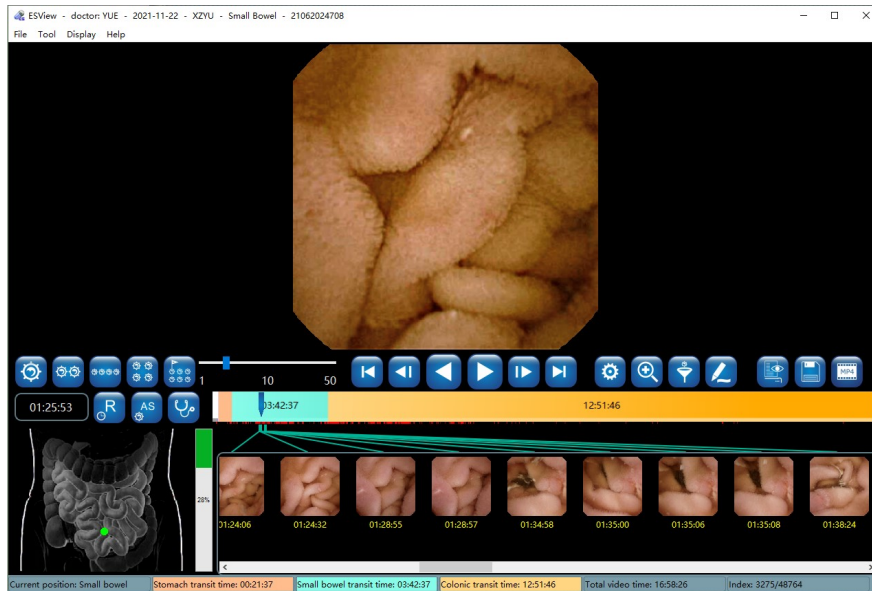 ESView - doctor: YUE - 2021-11-22 - XZYU - Small Bowel - 21062024708
File Tool Display Help
1 10 50
MP4
01:25:53 R AS 03:42:37 12:51:46
28%
01:24:06 01:24:32 01:28:55 01:28:57 01:34:58 01:35:00 01:35:06 01:35:08 01:38:24
Current position: Small bowel Stomach transit time: 00:21:37 Small bowel transit time: 03:42:37 Colonic transit time: 12:51:46 Total video time: 16:58:26 Index: 3275/48764